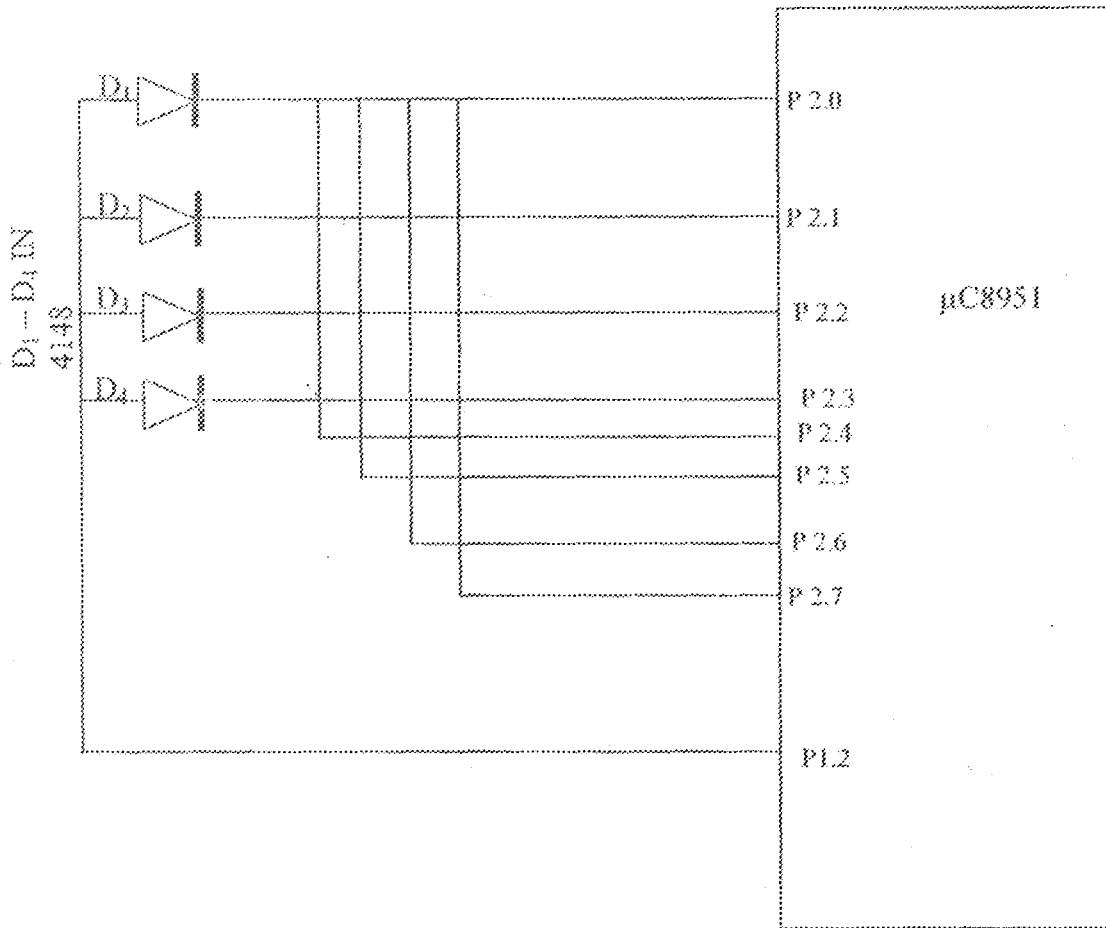 D₁
P 2.0
D₂
P 2.1
D₃
P 2.2
µC8951
D₄
P 2.3
P 2.4
P 2.5
P 2.6
P 2.7
P1.2
D₁ – D₄ IN
4148